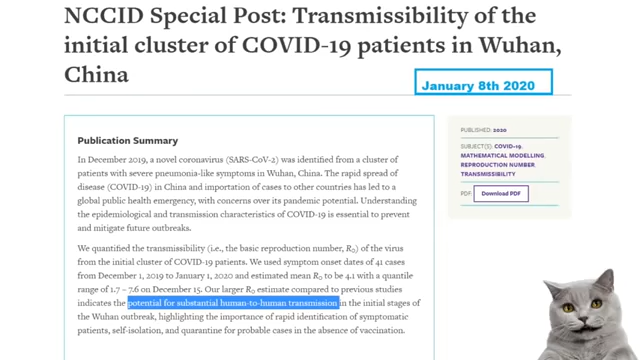 NCCID Special Post: Transmissibility of the
initial cluster of COVID-19 patients in Wuhan,
China
January 8th 2020
Publication Summary
In December 2019, a novel coronavirus (SARS-CoV-2) was identified from a cluster of
patients with severe pneumonia-like symptoms in Wuhan, China. The rapid spread of
disease (COVID-19) in China and importation of cases to other countries has led to a
global public health emergency, with concerns over its pandemic potential. Understanding
the epidemiological and transmission characteristics of COVID-19 is essential to prevent
and mitigate future outbreaks.
We quantified the transmissibility (i.e., the basic reproduction number, R0) of the virus
from the initial cluster of COVID-19 patients. We used symptom onset dates of 41 cases
from December 1, 2019 to January 1, 2020 and estimated mean R0 to be 4.1 with a quantile
range of 1.7 – 7.6 on December 15. Our larger R0 estimate compared to previous studies
indicates the potential for substantial human-to-human transmission in the initial stages of
the Wuhan outbreak, highlighting the importance of rapid identification of symptomatic
patients, self-isolation, and quarantine for probable cases in the absence of vaccination.
PUBLISHED: 2020
SUBJECT(S): COVID-19,
MATHEMATICAL MODELLING,
REPRODUCTION NUMBER,
TRANSMISSIBILITY
PDF: Download PDF